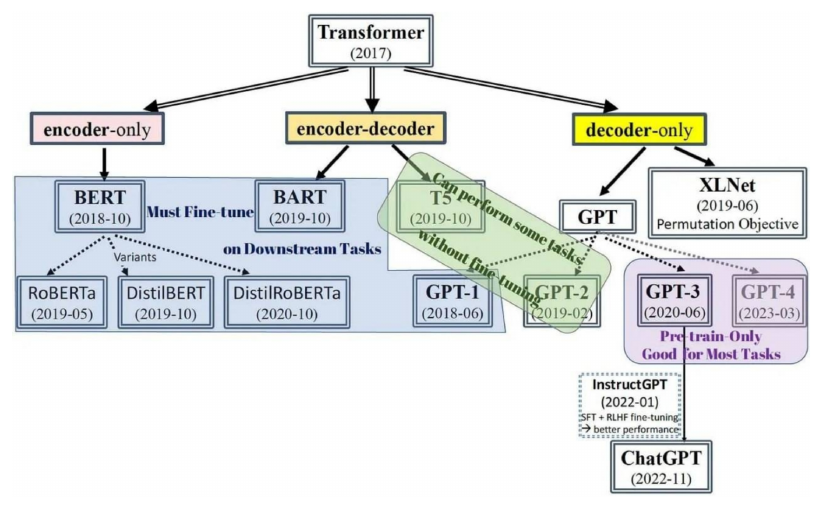 Transformer
(2017)
encoder-only
encoder-decoder
decoder-only
BERT
(2018-10)
Must Fine-tune
on Downstream Tasks
BART
(2019-10)
T5
(2019-10)
Can perform some tasks
without fine-tuning
GPT
XLNet
(2019-06)
Permutation Objective
Variants
RoBERTa
(2019-05)
DistilBERT
(2019-10)
DistilRoBERTa
(2020-10)
GPT-1
(2018-06)
GPT-2
(2019-02)
GPT-3
(2020-06)
GPT-4
(2023-03)
Pre-train-Only
Good for Most Tasks
InstructGPT
(2022-01)
SFT + RLHF fine-tuning
→ better performance
ChatGPT
(2022-11)